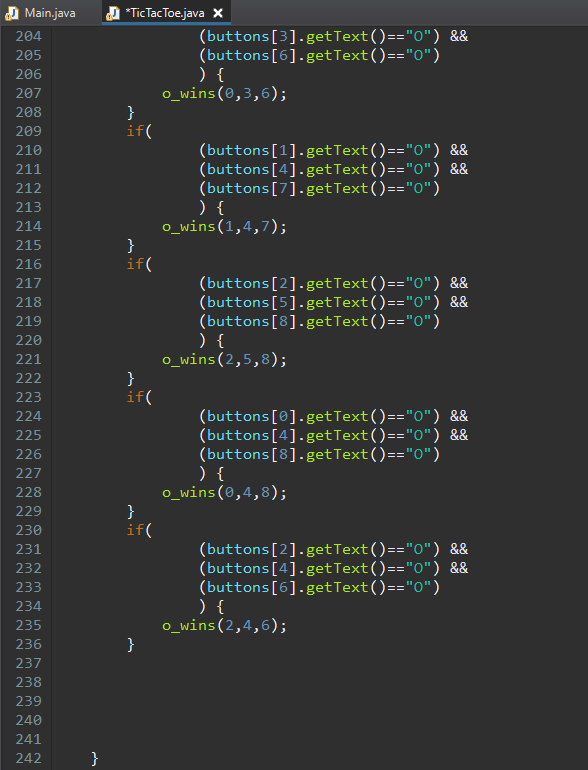 Main.java *TicTacToe.java
204 (buttons[3].getText()=="O") &&
205 (buttons[6].getText()=="O")
206 ) {
207 o_wins(0,3,6);
208 }
209 if(
210 (buttons[1].getText()=="O") &&
211 (buttons[4].getText()=="O") &&
212 (buttons[7].getText()=="O")
213 ) {
214 o_wins(1,4,7);
215 }
216 if(
217 (buttons[2].getText()=="O") &&
218 (buttons[5].getText()=="O") &&
219 (buttons[8].getText()=="O")
220 ) {
221 o_wins(2,5,8);
222 }
223 if(
224 (buttons[0].getText()=="O") &&
225 (buttons[4].getText()=="O") &&
226 (buttons[8].getText()=="O")
227 ) {
228 o_wins(0,4,8);
229 }
230 if(
231 (buttons[2].getText()=="O") &&
232 (buttons[4].getText()=="O") &&
233 (buttons[6].getText()=="O")
234 ) {
235 o_wins(2,4,6);
236 }
237
238
239
240
241
242 }